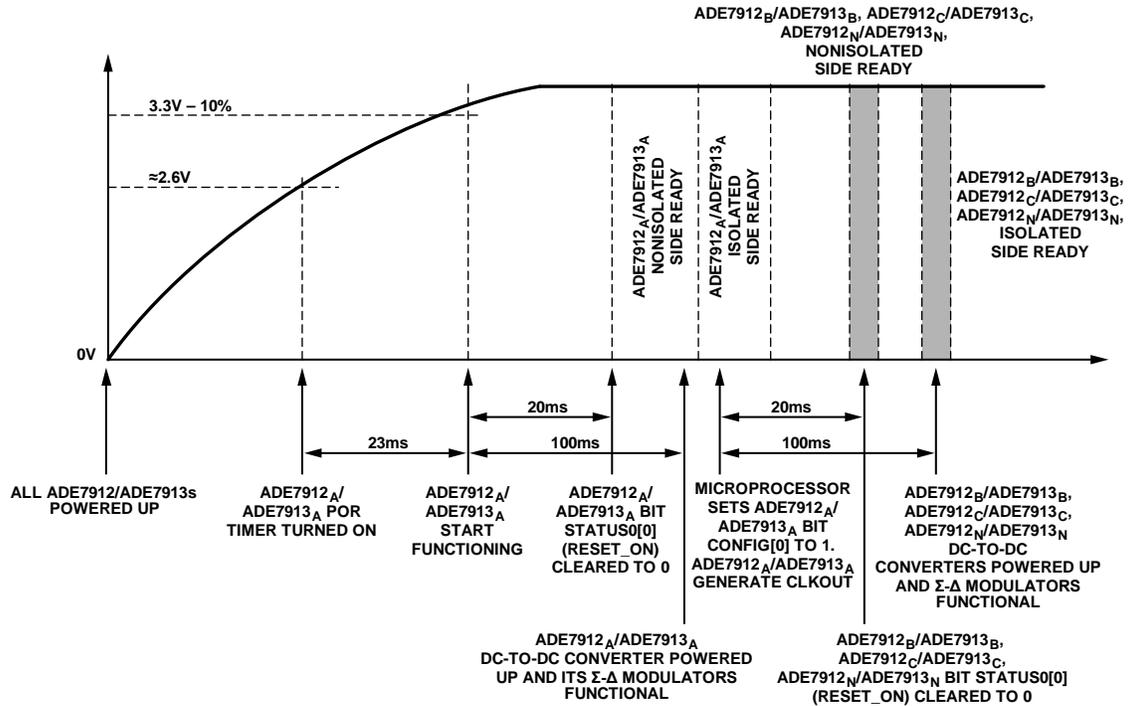 ADE7912B/ADE7913B, ADE7912C/ADE7913C,
ADE7912N/ADE7913N,
NONISOLATED
SIDE READY
3.3V – 10%
≈2.6V
0V
ADE7912A/ADE7913A
NONISOLATED
SIDE READY
ADE7912A/ADE7913A
ISOLATED
SIDE READY
ADE7912B/ADE7913B,
ADE7912C/ADE7913C,
ADE7912N/ADE7913N,
ISOLATED
SIDE READY
20ms
20ms
23ms
100ms
100ms
ALL ADE7912/ADE7913s
POWERED UP
ADE7912A/
ADE7913A POR
TIMER TURNED ON
ADE7912A/
ADE7913A
START
FUNCTIONING
ADE7912A/
ADE7913A BIT
STATUS0[0]
(RESET_ON)
CLEARED TO 0
MICROPROCESSOR
SETS ADE7912A/
ADE7913A BIT
CONFIG[0] TO 1.
ADE7912A/ADE7913A
GENERATE CLKOUT
ADE7912B/ADE7913B,
ADE7912C/ADE7913C,
ADE7912N/ADE7913N
DC-TO-DC
CONVERTERS POWERED UP
AND Σ-Δ MODULATORS
FUNCTIONAL
ADE7912A/ADE7913A
DC-TO-DC CONVERTER POWERED
UP AND ITS Σ-Δ MODULATORS
FUNCTIONAL
ADE7912B/ADE7913B,
ADE7912C/ADE7913C,
ADE7912N/ADE7913N BIT STATUS0[0]
(RESET_ON) CLEARED TO 0